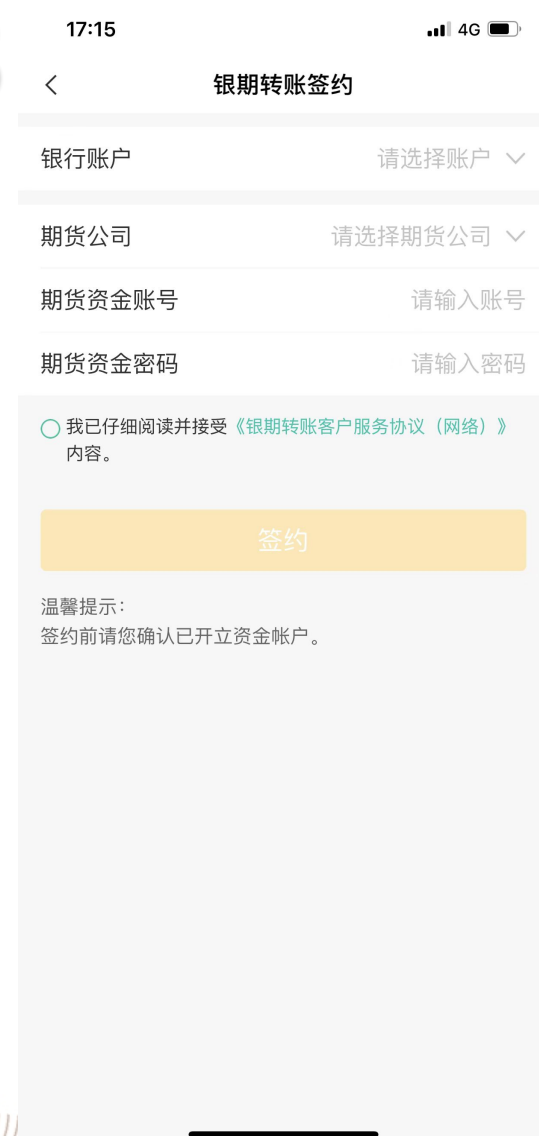 17:15
4G
银期转账签约
银行账户 请选择账户
期货公司 请选择期货公司
期货资金账号 请输入账号
期货资金密码 请输入密码
我已仔细阅读并接受《银期转账客户服务协议（网络）》
内容。
签约
温馨提示：
签约前请您确认已开立资金帐户。